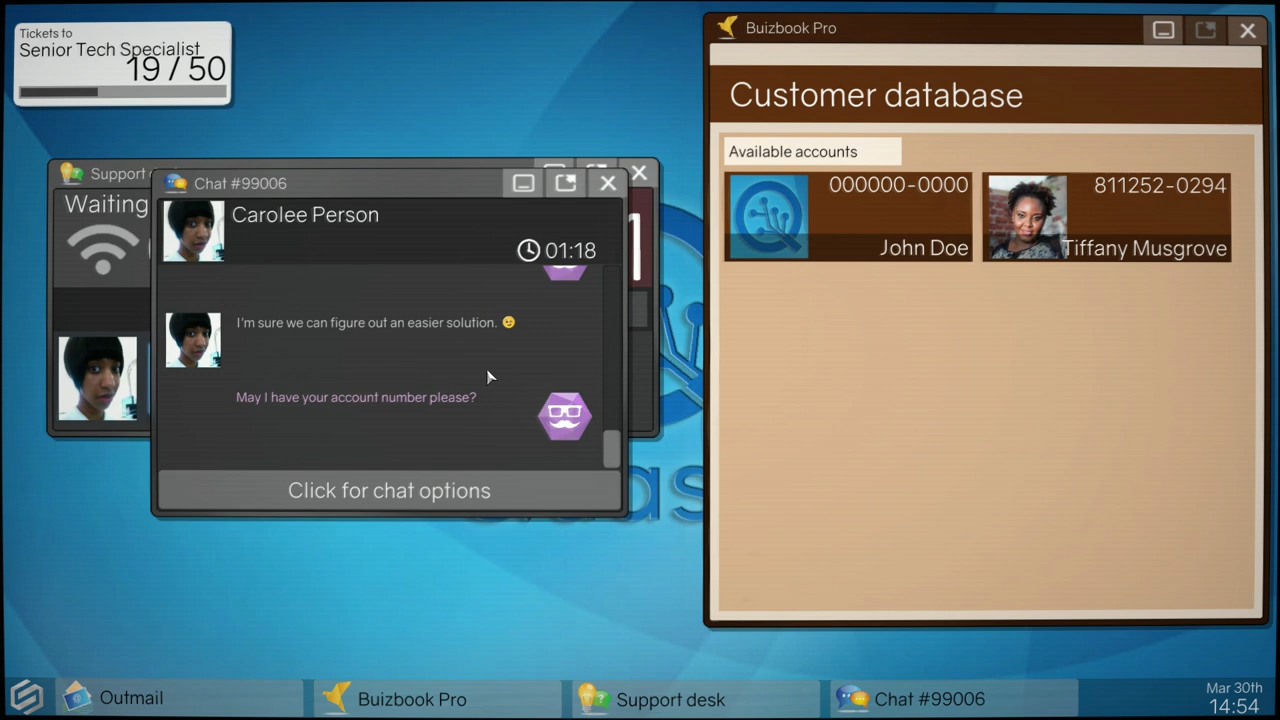 Tickets to
Senior Tech Specialist
19 / 50
Buizbook Pro
Customer database
Available accounts
000000-0000
John Doe
811252-0294
Tiffany Musgrove
Support
Waiting
Chat #99006
Carolee Person
01:18
I'm sure we can figure out an easier solution.
May I have your account number please?
Click for chat options
Outmail
Buizbook Pro
Support desk
Chat #99006
Mar 30th
14:54